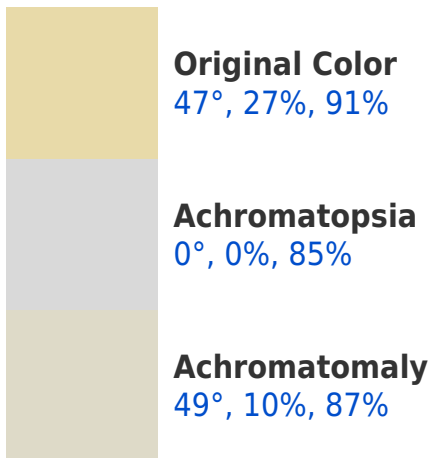 Original Color
47°, 27%, 91%
Achromatopsia
0°, 0%, 85%
Achromatomaly
49°, 10%, 87%